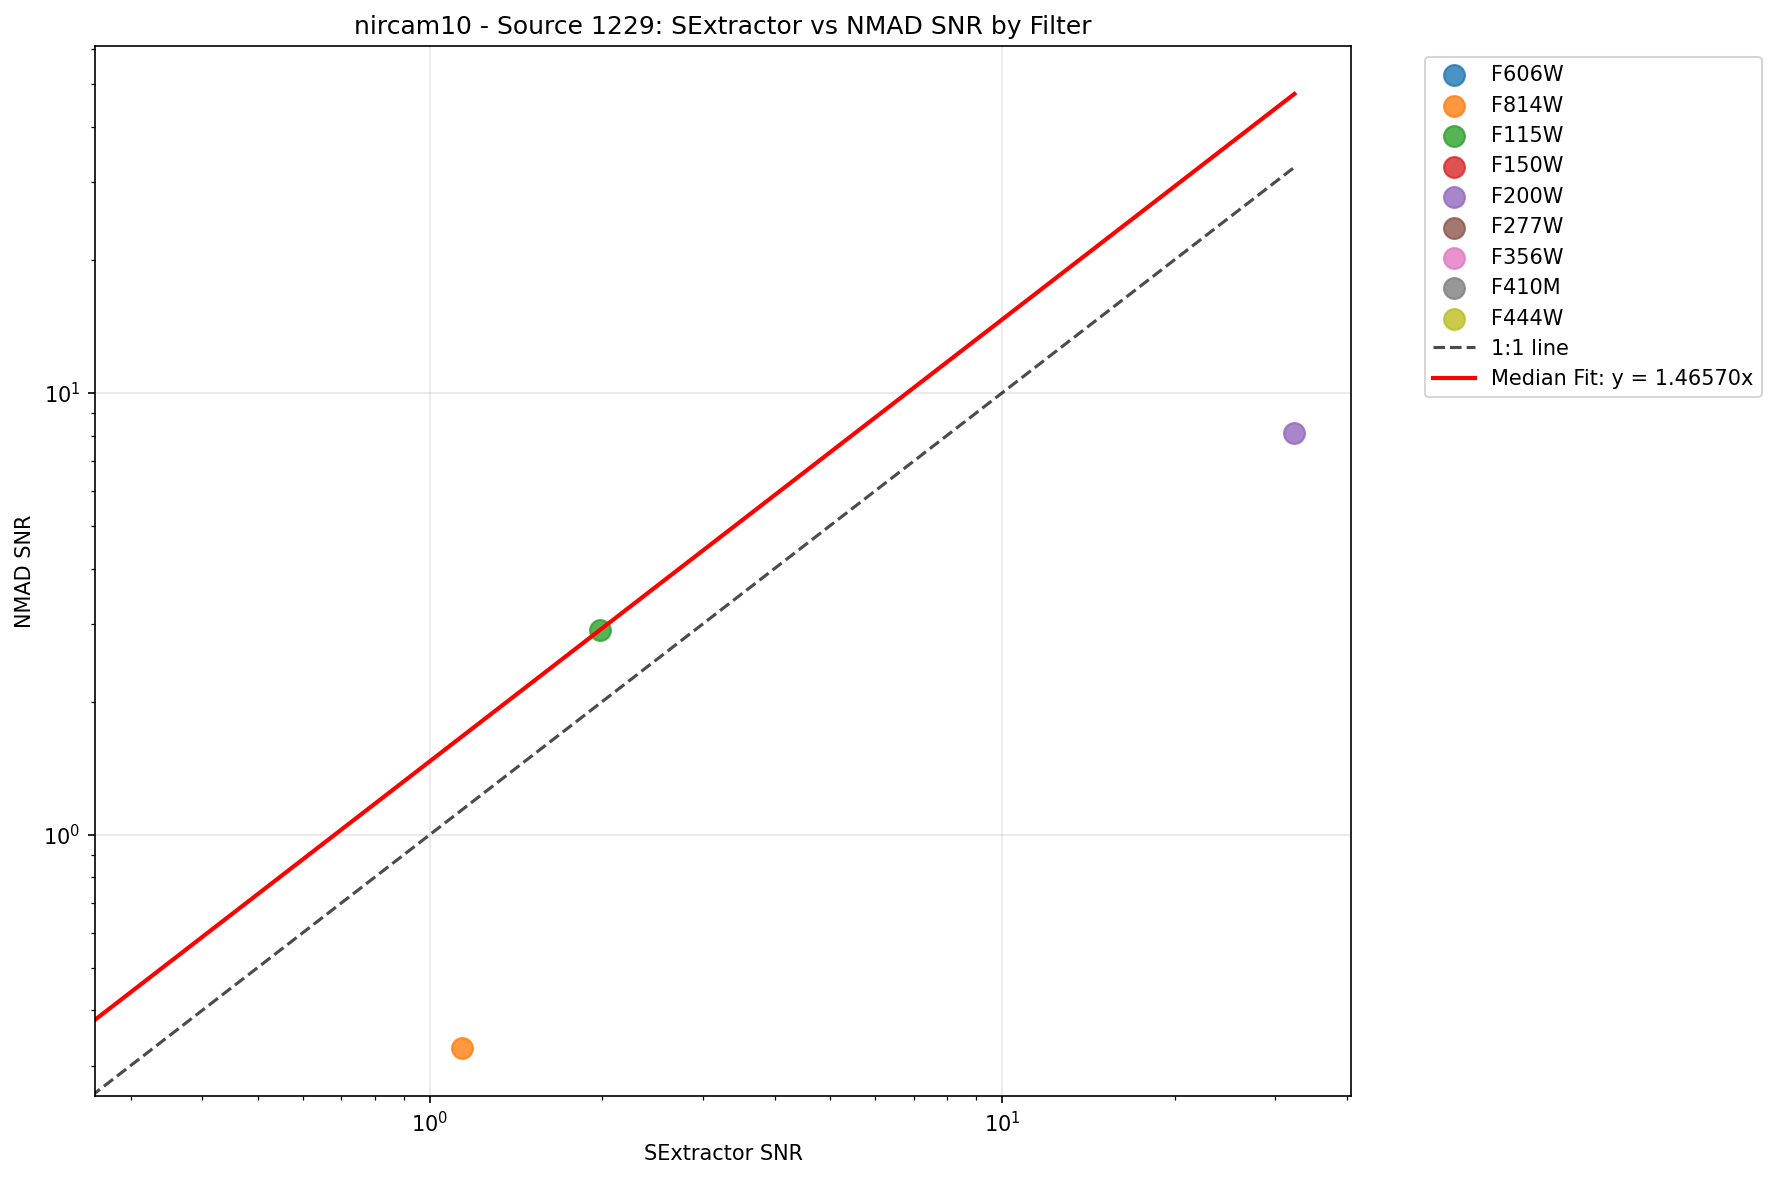 nircam10 - Source 1229: SExtractor vs NMAD SNR by Filter
F606W
F814W
F115W
F150W
F200W
F277W
F356W
F410M
F444W
1:1 line
Median Fit: y = 1.46570x
NMAD SNR
10¹
10⁰
10⁰
10¹
SExtractor SNR